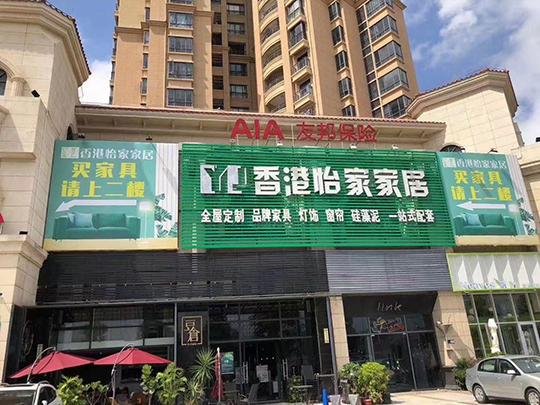 AIA 友邦保险
香港怡家家居
买家具
请上二楼
香港怡家家居
全屋定制 品牌家具 灯饰 窗帘 硅藻泥 一站式配套
香港怡家家居
买家具
请上二楼
豆倉
link